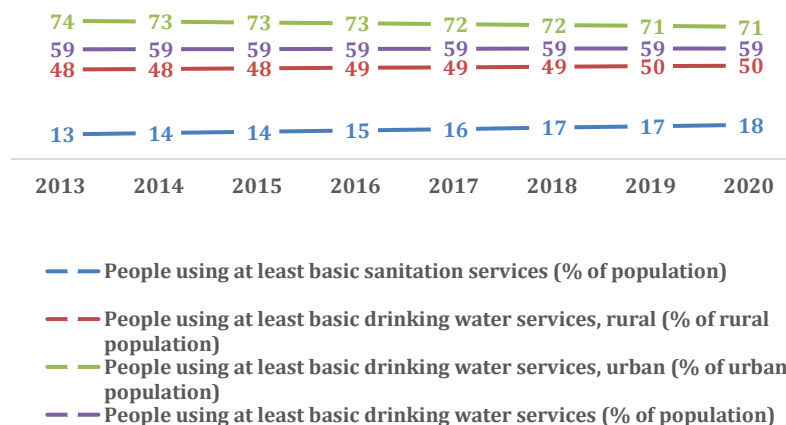 74 73 73 73 72 72 71 71
59 59 59 59 59 59 59 59
48 48 48 49 49 49 50 50
13 14 14 15 16 17 17 18
2013 2014 2015 2016 2017 2018 2019 2020
People using at least basic sanitation services (% of population)
People using at least basic drinking water services, rural (% of rural
population)
People using at least basic drinking water services, urban (% of urban
population)
People using at least basic drinking water services (% of population)